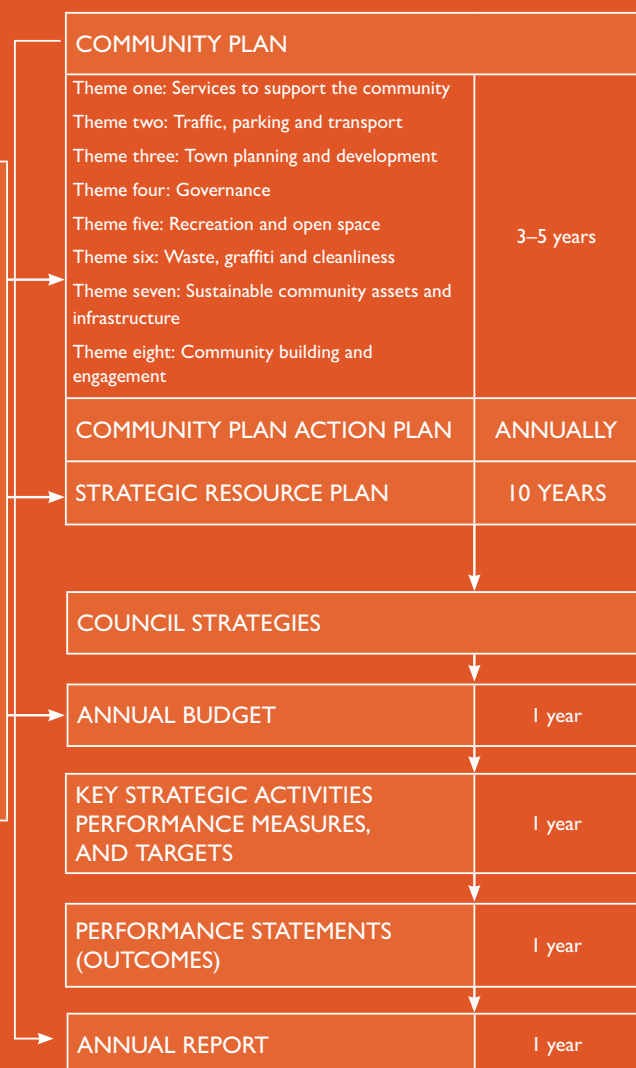 COMMUNITY PLAN
Theme one: Services to support the community
Theme two: Traffic, parking and transport
Theme three: Town planning and development
Theme four: Governance
Theme five: Recreation and open space
Theme six: Waste, graffiti and cleanliness
Theme seven: Sustainable community assets and
infrastructure
Theme eight: Community building and
engagement
3–5 years
COMMUNITY PLAN ACTION PLAN
ANNUALLY
STRATEGIC RESOURCE PLAN
10 YEARS
COUNCIL STRATEGIES
ANNUAL BUDGET
1 year
KEY STRATEGIC ACTIVITIES
PERFORMANCE MEASURES,
AND TARGETS
1 year
PERFORMANCE STATEMENTS
(OUTCOMES)
1 year
ANNUAL REPORT
1 year